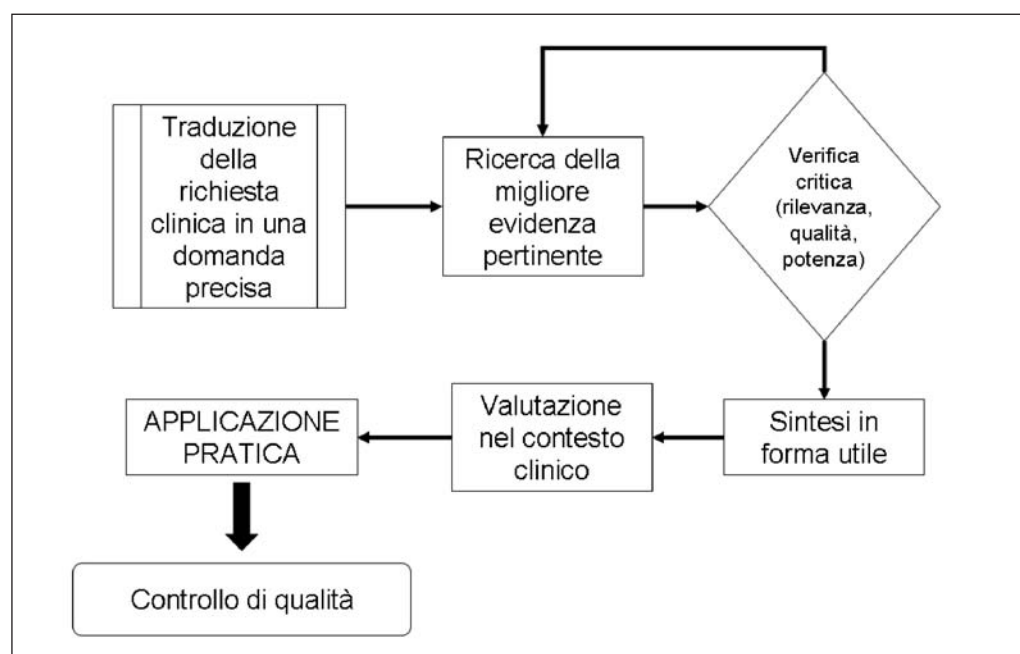 Traduzione
della
richiesta
clinica in una
domanda
precisa
Ricerca della
migliore
evidenza
pertinente
Verifica
critica
(rilevanza,
qualità,
potenza)
Sintesi in
forma utile
Valutazione
nel contesto
clinico
APPLICAZIONE
PRATICA
Controllo di qualità